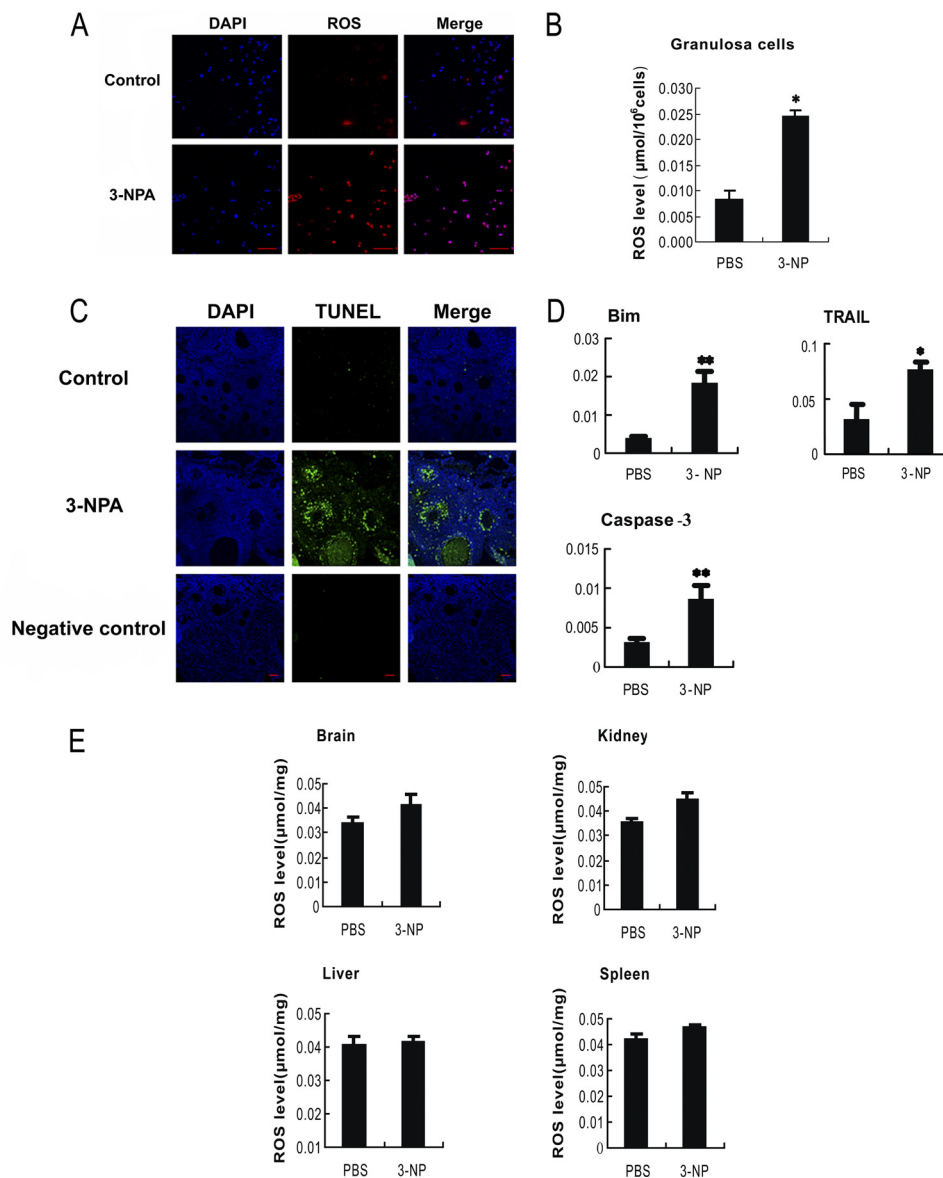 A
DAPI ROS Merge
Control
3-NPA
B
Granulosa cells
ROS level ( µmol/10⁶cells)
0.030
0.025
0.020
0.015
0.010
0.005
0.000
*
PBS 3-NP
C
DAPI TUNEL Merge
Control
3-NPA
Negative control
D
Bim
0.03
0.02
0.01
0
**
PBS 3- NP
TRAIL
0.1
0.05
0
*
PBS 3-NP
Caspase -3
0.015
0.01
0.005
0
**
PBS 3-NP
E
Brain
ROS level(µmol/mg)
0.05
0.04
0.03
0.02
0.01
0
PBS 3-NP
Kidney
ROS level(µmol/mg)
0.05
0.04
0.03
0.02
0.01
0
PBS 3-NP
Liver
ROS level(µmol/mg)
0.05
0.04
0.03
0.04
0.01
PBS 3-NP
Spleen
ROS level(µmol/mg)
0.05
0.04
0.03
0.02
0.01
0
PBS 3-NP